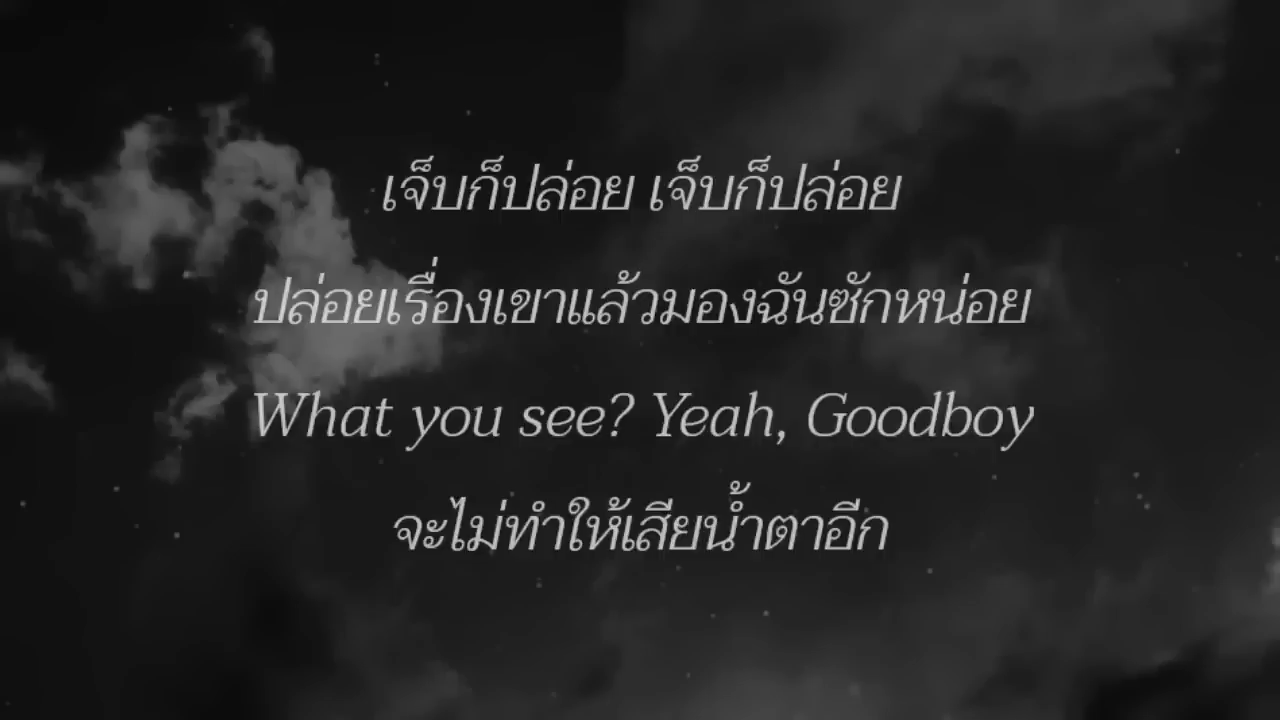 เจ็บก็ปล่อย เจ็บก็ปล่อย
ปล่อยเรื่องเขาแล้วมองฉันซักหน่อย
What you see? Yeah, Goodboy
จะไม่ทำให้เสียน้ำตาอีก